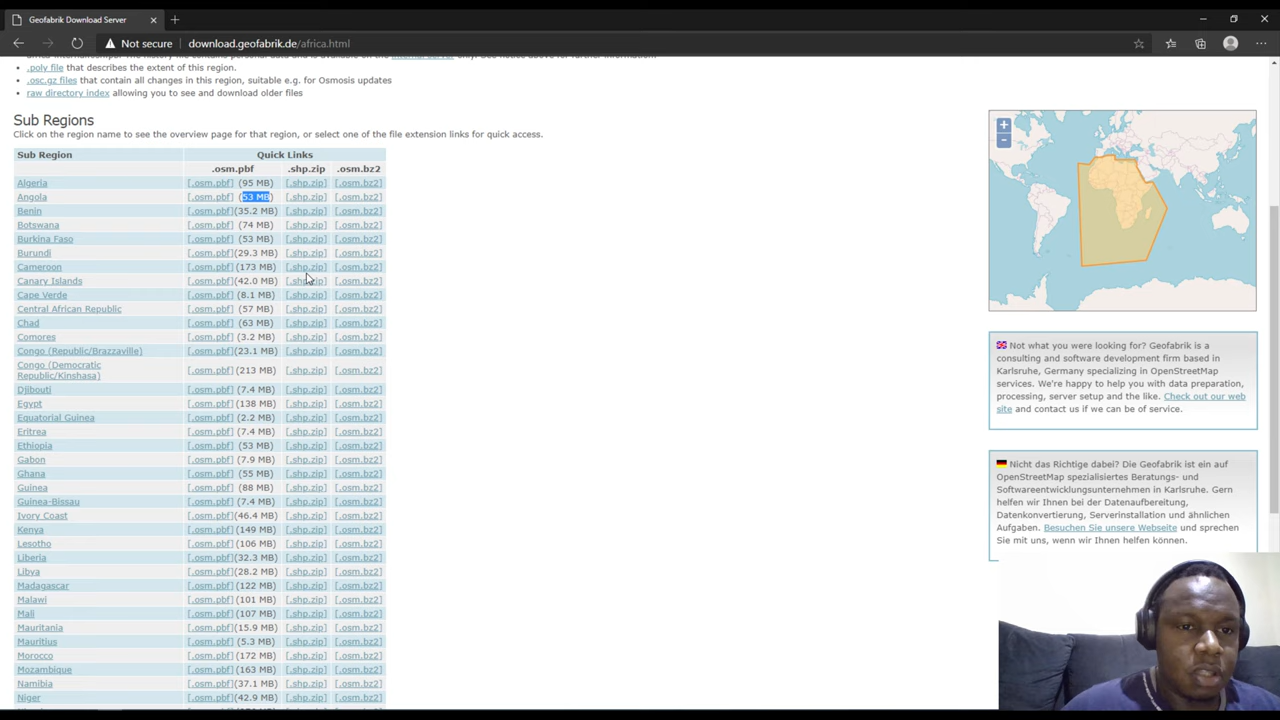 Geofabrik Download Server
Not secure
download.geofabrik.de/africa.html
.poly file that describes the extent of this region.
.osc.gz files that contain all changes in this region, suitable e.g. for Osmosis updates
raw directory index allowing you to see and download older files
Sub Regions
Click on the region name to see the overview page for that region, or select one of the file extension links for quick access.
Sub Region Quick Links
.osm.pbf .shp.zip .osm.bz2
Algeria [.osm.pbf] (95 MB) [.shp.zip] [.osm.bz2]
Angola [.osm.pbf] (53 MB) [.shp.zip] [.osm.bz2]
Benin [.osm.pbf] (35.2 MB) [.shp.zip] [.osm.bz2]
Botswana [.osm.pbf] (74 MB) [.shp.zip] [.osm.bz2]
Burkina Faso [.osm.pbf] (53 MB) [.shp.zip] [.osm.bz2]
Burundi [.osm.pbf] (29.3 MB) [.shp.zip] [.osm.bz2]
Cameroon [.osm.pbf] (173 MB) [.shp.zip] [.osm.bz2]
Canary Islands [.osm.pbf] (42.0 MB) [.shp.zip] [.osm.bz2]
Cape Verde [.osm.pbf] (8.1 MB) [.shp.zip] [.osm.bz2]
Central African Republic [.osm.pbf] (57 MB) [.shp.zip] [.osm.bz2]
Chad [.osm.pbf] (63 MB) [.shp.zip] [.osm.bz2]
Comores [.osm.pbf] (3.2 MB) [.shp.zip] [.osm.bz2]
Congo (Republic/Brazzaville) [.osm.pbf] (23.1 MB) [.shp.zip] [.osm.bz2]
Congo (Democratic
Republic/Kinshasa) [.osm.pbf] (213 MB) [.shp.zip] [.osm.bz2]
Djibouti [.osm.pbf] (7.4 MB) [.shp.zip] [.osm.bz2]
Egypt [.osm.pbf] (138 MB) [.shp.zip] [.osm.bz2]
Equatorial Guinea [.osm.pbf] (2.2 MB) [.shp.zip] [.osm.bz2]
Eritrea [.osm.pbf] (7.4 MB) [.shp.zip] [.osm.bz2]
Ethiopia [.osm.pbf] (53 MB) [.shp.zip] [.osm.bz2]
Gabon [.osm.pbf] (7.9 MB) [.shp.zip] [.osm.bz2]
Ghana [.osm.pbf] (55 MB) [.shp.zip] [.osm.bz2]
Guinea [.osm.pbf] (88 MB) [.shp.zip] [.osm.bz2]
Guinea-Bissau [.osm.pbf] (7.4 MB) [.shp.zip] [.osm.bz2]
Ivory Coast [.osm.pbf] (46.4 MB) [.shp.zip] [.osm.bz2]
Kenya [.osm.pbf] (149 MB) [.shp.zip] [.osm.bz2]
Lesotho [.osm.pbf] (106 MB) [.shp.zip] [.osm.bz2]
Liberia [.osm.pbf] (32.3 MB) [.shp.zip] [.osm.bz2]
Libya [.osm.pbf] (28.2 MB) [.shp.zip] [.osm.bz2]
Madagascar [.osm.pbf] (122 MB) [.shp.zip] [.osm.bz2]
Malawi [.osm.pbf] (101 MB) [.shp.zip] [.osm.bz2]
Mali [.osm.pbf] (107 MB) [.shp.zip] [.osm.bz2]
Mauritania [.osm.pbf] (15.9 MB) [.shp.zip] [.osm.bz2]
Mauritius [.osm.pbf] (5.3 MB) [.shp.zip] [.osm.bz2]
Morocco [.osm.pbf] (172 MB) [.shp.zip] [.osm.bz2]
Mozambique [.osm.pbf] (163 MB) [.shp.zip] [.osm.bz2]
Namibia [.osm.pbf] (37.1 MB) [.shp.zip] [.osm.bz2]
Niger [.osm.pbf] (42.9 MB) [.shp.zip] [.osm.bz2]
Not what you were looking for? Geofabrik is a
consulting and software development firm based in
Karlsruhe, Germany specializing in OpenStreetMap
services. We're happy to help you with data preparation,
processing, server setup and the like. Check out our web
site and contact us if we can be of service.
Nicht das Richtige dabei? Die Geofabrik ist ein auf
OpenStreetMap spezialisiertes Beratungs- und
Softwareentwicklungsunternehmen in Karlsruhe. Gern
helfen wir Ihnen bei der Datenaufbereitung,
Datenkonvertierung, Serverinstallation und ähnlichen
Aufgaben. Besuchen Sie unsere Webseite und sprechen
Sie mit uns, wenn wir Ihnen helfen können.